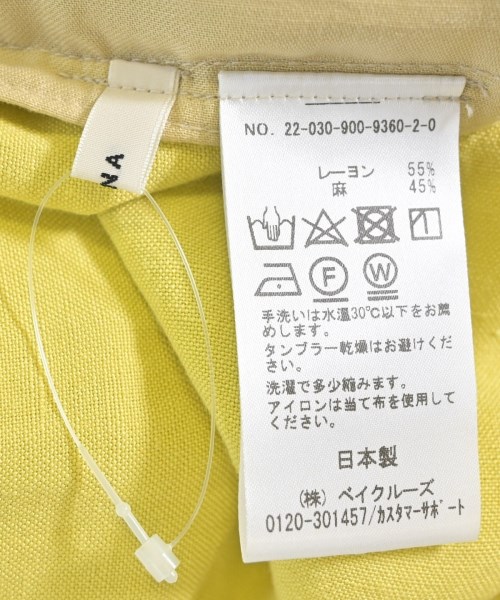 NA
NO. 22-030-900-9360-2-0
レーヨン 55%
麻 45%
F W
手洗いは水温30℃以下をお薦
めします。
タンブラー乾燥はお避けくだ
さい。
洗濯で多少縮みます。
アイロンは当て布を使用して
ください。
日本製
(株) ベイクルーズ
0120-301457/カスタマーサポート